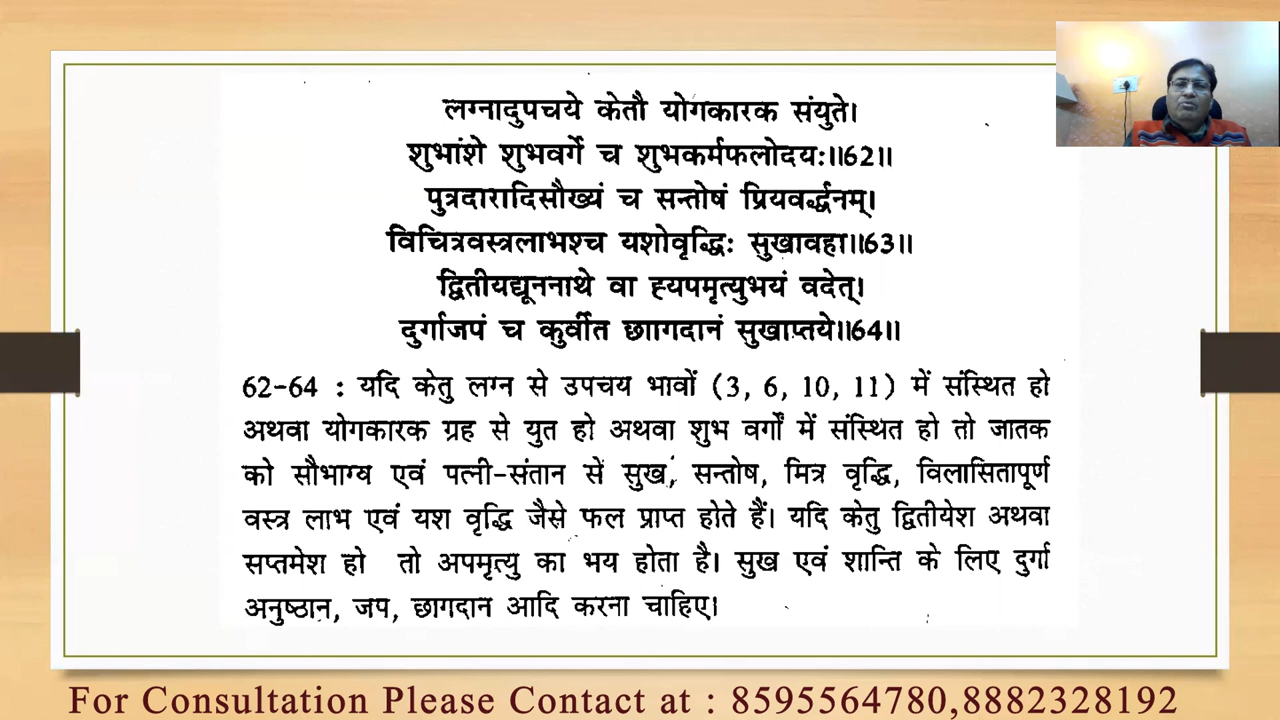 लग्नादुपचये केतौ योगकारक संयुते।
शुभांशे शुभवर्गे च शुभकर्मफलोदयः॥62॥
पुत्रदारादिसौख्यं च सन्तोषं प्रियवर्द्धनम्।
विचित्रवस्त्रलाभश्च यशोवृद्धिः सुखावहा॥63॥
द्वितीयद्यूननाथे वा ह्यपमृत्युभयं वदेत्।
दुर्गाजपं च कुर्वीत छाागदानं सुखाप्तये॥64॥
62-64 : यदि केतु लग्न से उपचय भावों (3, 6, 10, 11) में संस्थित हो
अथवा योगकारक ग्रह से युत हो अथवा शुभ वर्गों में संस्थित हो तो जातक
को सौभाग्व एवं पत्नी-संतान सें सुख, सन्तोष, मित्र वृद्धि, विलासितापूर्ण
वस्त्र लाभ एवं यश वृद्धि जैसे फल प्राप्त होते हैं। यदि केतु द्वितीयेश अथवा
सप्तमेश हो तो अपमृत्यु का भय होता है। सुख एवं शान्ति के लिए दुर्गा
अनुष्ठान, जप, छागदान आदि करना चाहिए।
For Consultation Please Contact at : 8595564780,8882328192